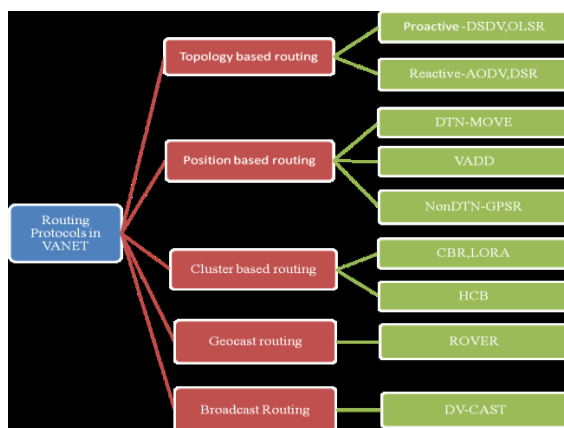 Routing
Protocols in
VANET
Topology based routing
Proactive -DSDV,OLSR
Reactive-AODV,DSR
Position based routing
DTN-MOVE
VADD
NonDTN-GPSR
Cluster based routing
CBR,LORA
HCB
Geocast routing
ROVER
Broadcast Routing
DV-CAST